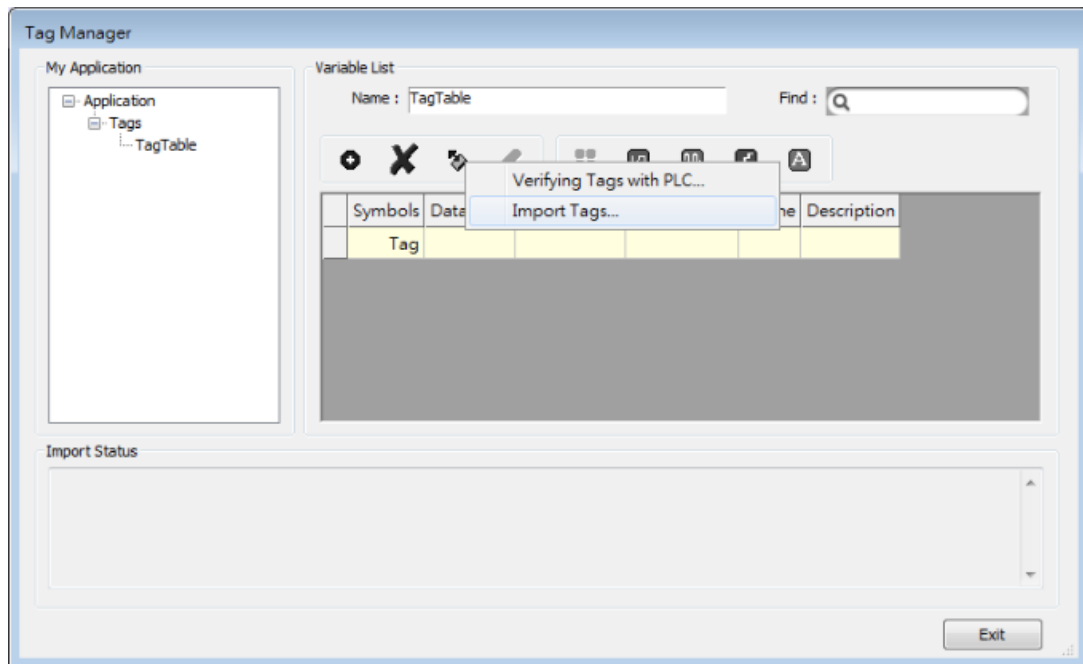 Tag Manager
My Application
Application
Tags
TagTable
Variable List
Name : TagTable
Find :
A
Verifying Tags with PLC...
Import Tags...
Symbols Data Description
Tag
Import Status
Exit